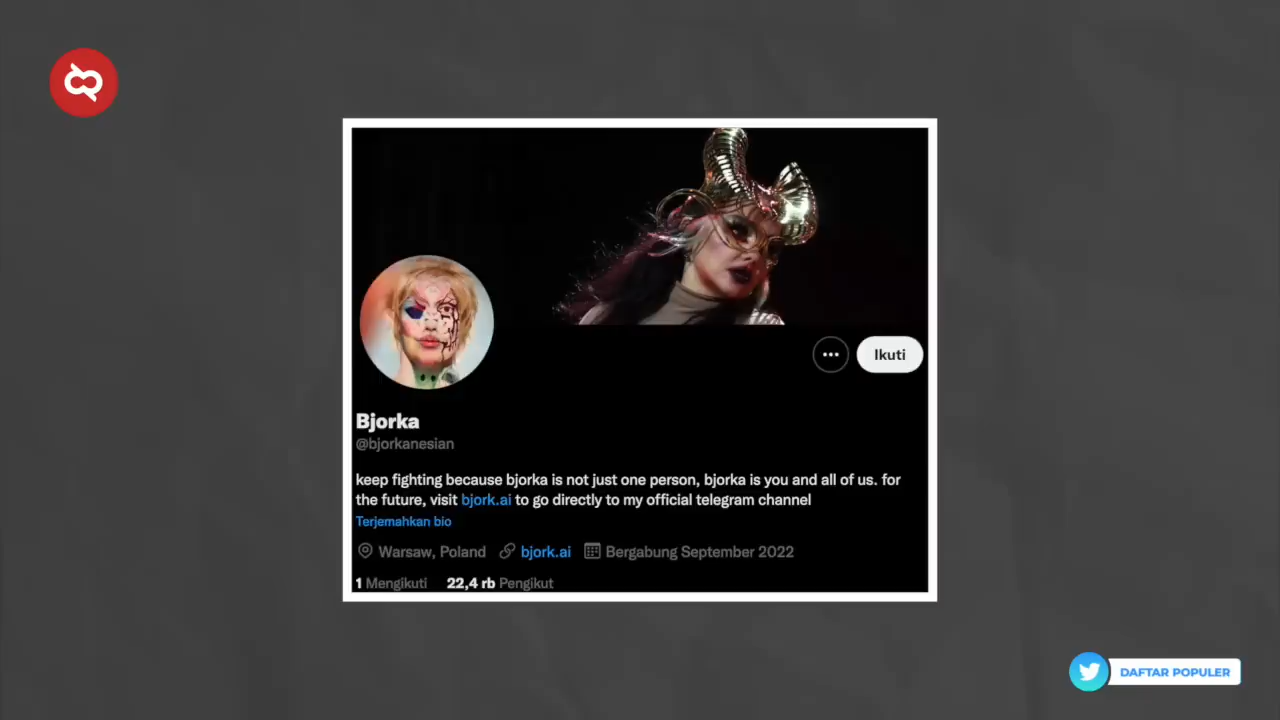 Ikuti
Bjorka
@bjorkanesian
keep fighting because bjorka is not just one person, bjorka is you and all of us. for
the future, visit bjork.ai to go directly to my official telegram channel
Terjemahkan bio
Warsaw, Poland bjork.ai Bergabung September 2022
1 Mengikuti 22,4 rb Pengikut
DAFTAR POPULER